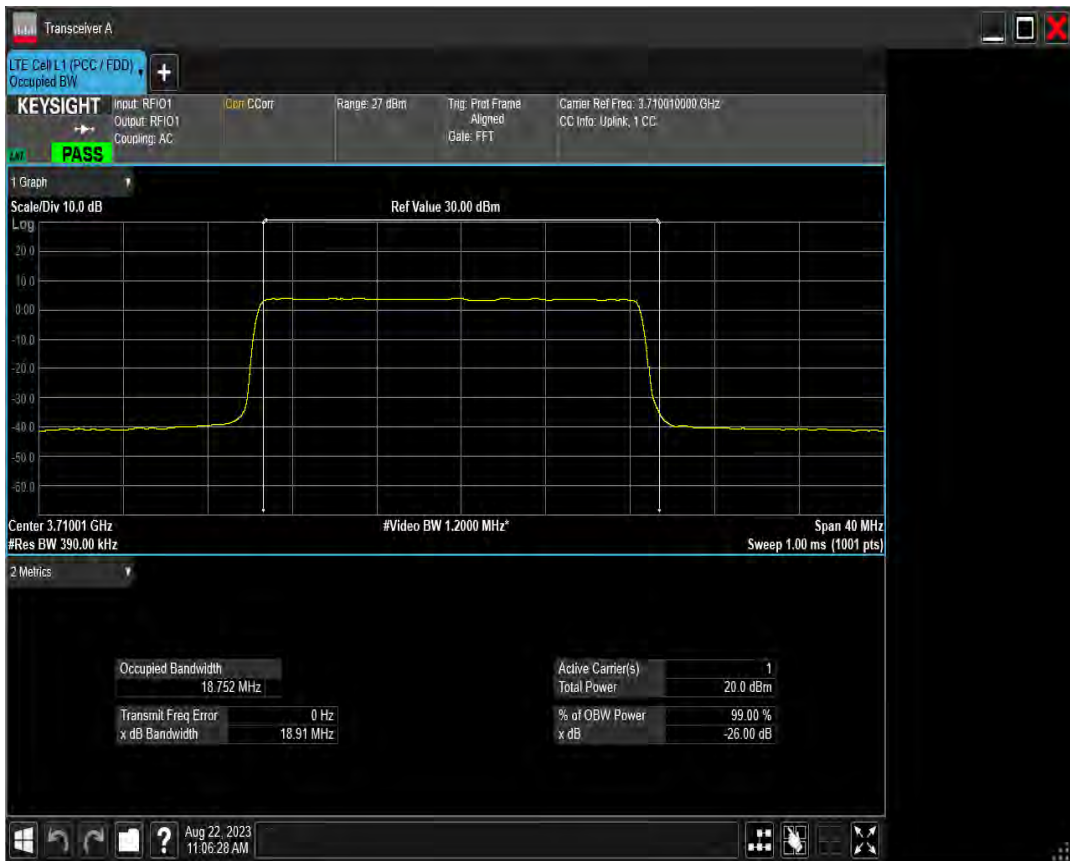 Transceiver A
LTE Cell L1 (PCC / FDD)
Occupied BW
KEYSIGHT
PASS
Input: RFIO1
Output: RFIO1
Coupling: AC
Corr CCorr
Range: 27 dBm
Trig: Prot Frame
Aligned
Gate: FFT
Carrier Ref Freq: 3.710010000 GHz
CC Info: Uplink, 1 CC
1 Graph
Scale/Div 10.0 dB
Ref Value 30.00 dBm
Log
20.0
10.0
0.00
-10.0
-20.0
-30.0
-40.0
-50.0
-60.0
Center 3.71001 GHz
#Video BW 1.2000 MHz*
Span 40 MHz
#Res BW 390.00 kHz
Sweep 1.00 ms (1001 pts)
2 Metrics
Occupied Bandwidth
18.752 MHz
Transmit Freq Error 0 Hz
x dB Bandwidth 18.91 MHz
Active Carrier(s) 1
Total Power 20.0 dBm
% of OBW Power 99.00 %
x dB -26.00 dB
Aug 22, 2023
11:06:28 AM